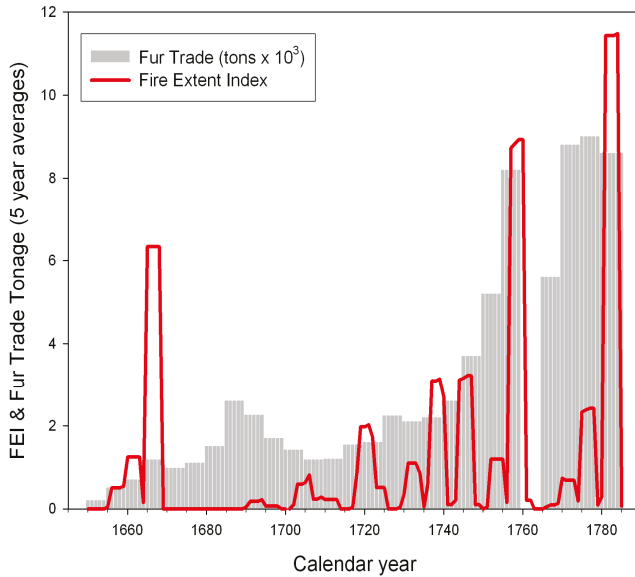 12
10
8
6
4
2
0
FEI & Fur Trade Tonage (5 year averages)
Fur Trade (tons x 10³)
Fire Extent Index
1660 1680 1700 1720 1740 1760 1780
Calendar year